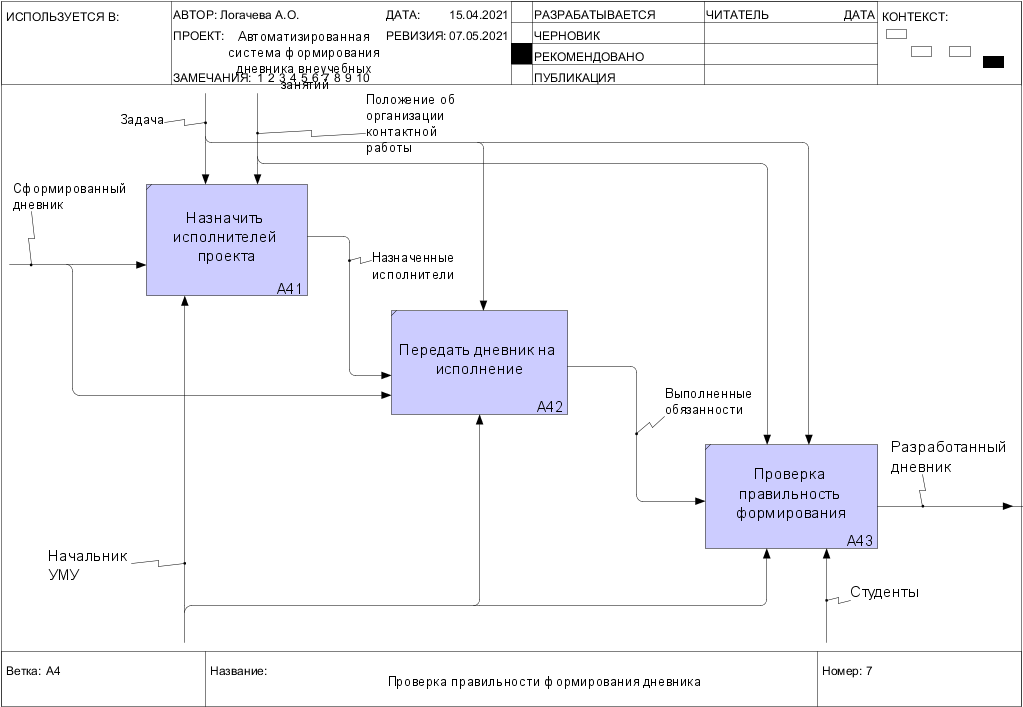 ИСПОЛЬЗУЕТСЯ В:
АВТОР: Логачева А.О.
ДАТА: 15.04.2021
РАЗРАБАТЫВАЕТСЯ
ЧИТАТЕЛЬ
ДАТА
КОНТЕКСТ:
ПРОЕКТ: Автоматизированная
система формирования
дневника внеучебных
занятий
РЕВИЗИЯ: 07.05.2021
ЧЕРНОВИК
РЕКОМЕНДОВАНО
ЗАМЕЧАНИЯ: 1 2 3 4 5 6 7 8 9 10
ПУБЛИКАЦИЯ
Задача
Положение об
организации
контактной
работы
Сформированный
дневник
Назначить
исполнителей
проекта
A41
Назначенные
исполнители
Передать дневник на
исполнение
A42
Выполненные
обязанности
Проверка
правильность
формирования
A43
Разработанный
дневник
Начальник
УМУ
Студенты
Ветка: A4
Название:
Проверка правильности формирования дневника
Номер: 7